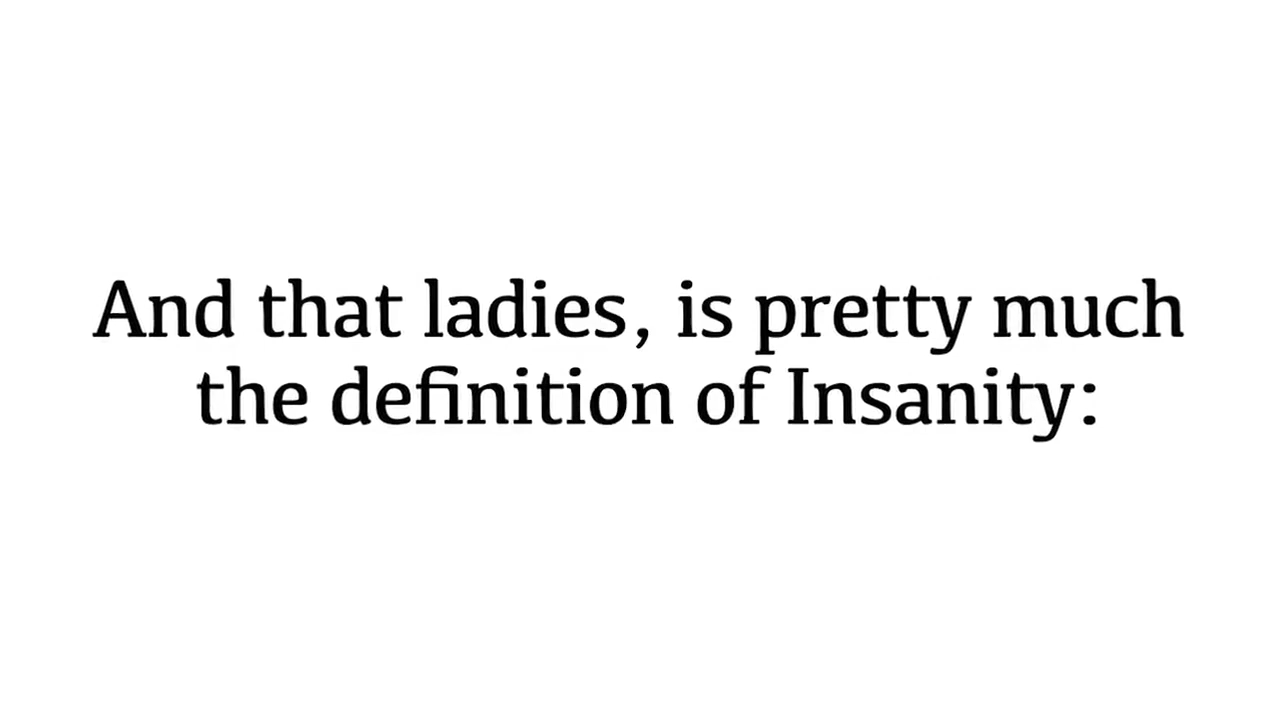 And that ladies, is pretty much
the definition of Insanity: